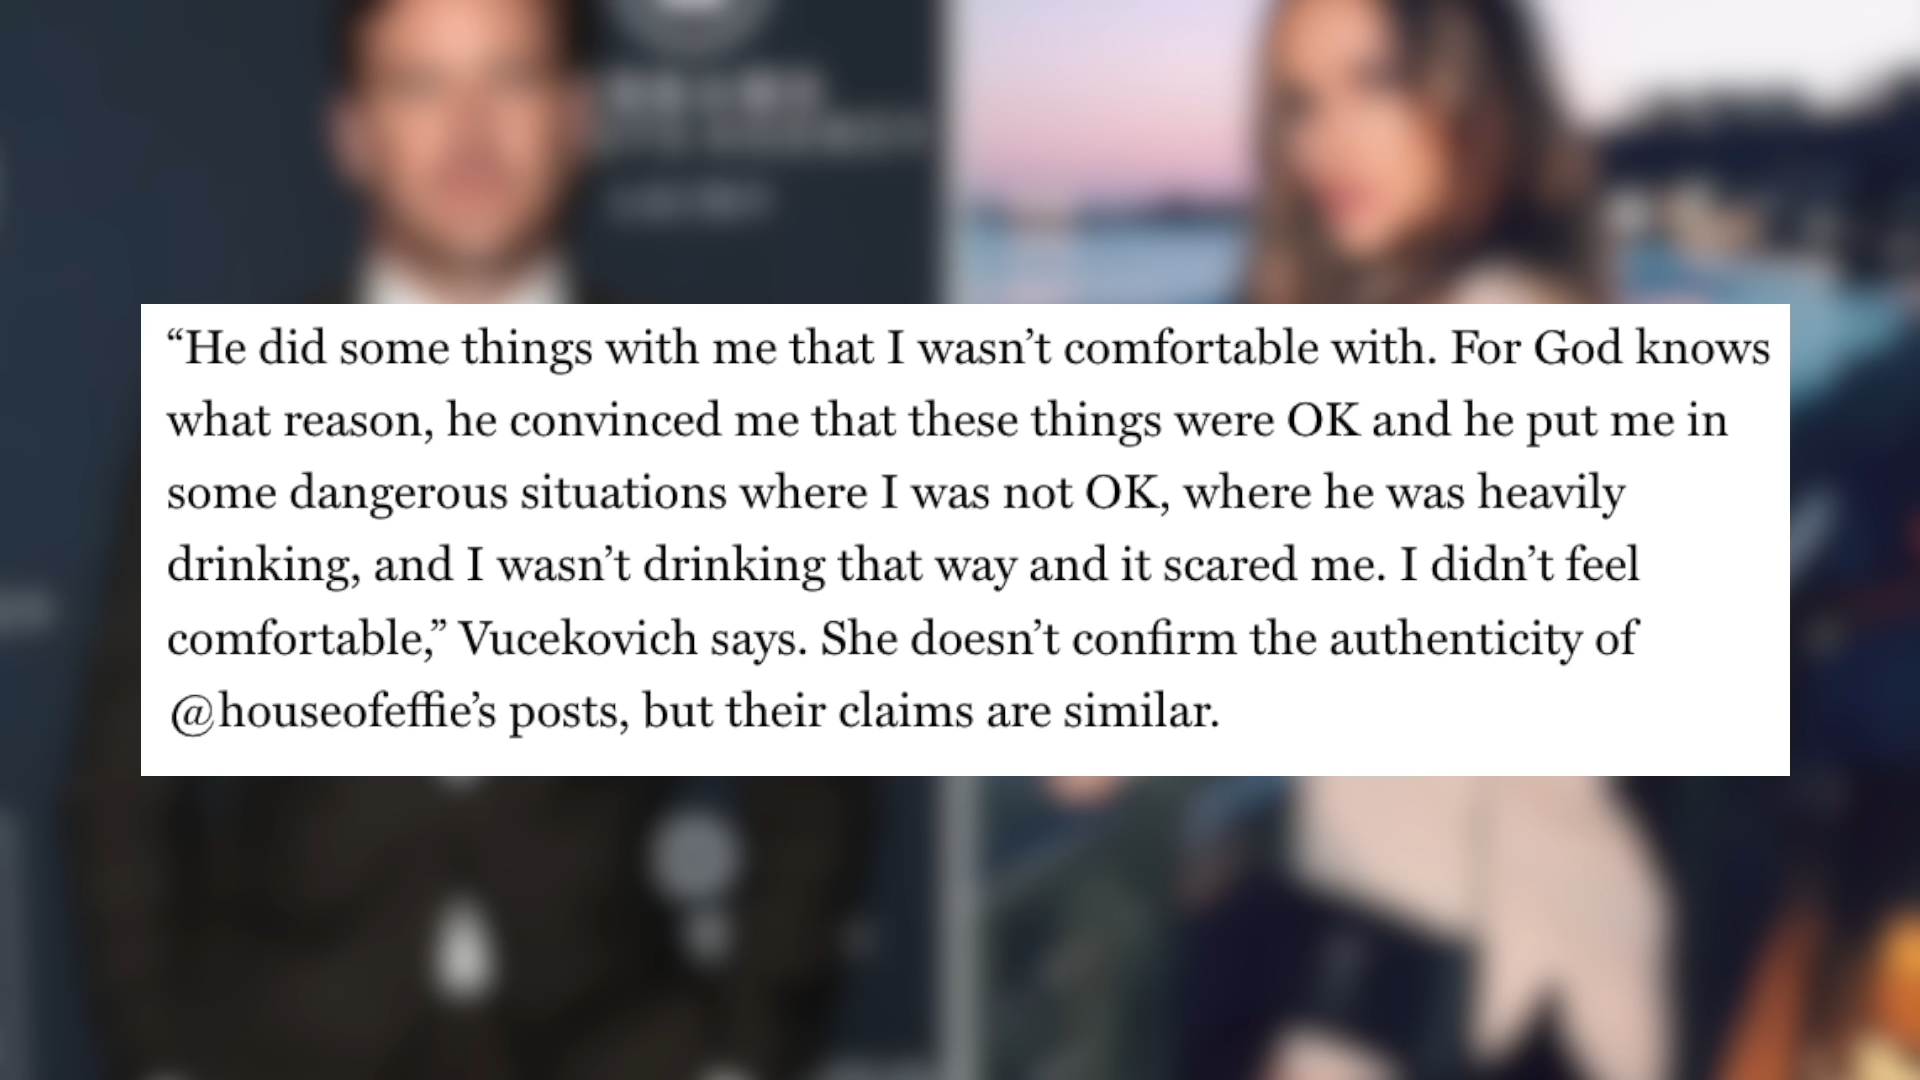 “He did some things with me that I wasn’t comfortable with. For God knows
what reason, he convinced me that these things were OK and he put me in
some dangerous situations where I was not OK, where he was heavily
drinking, and I wasn’t drinking that way and it scared me. I didn’t feel
comfortable,” Vucekovich says. She doesn’t confirm the authenticity of
@houseofeffie’s posts, but their claims are similar.